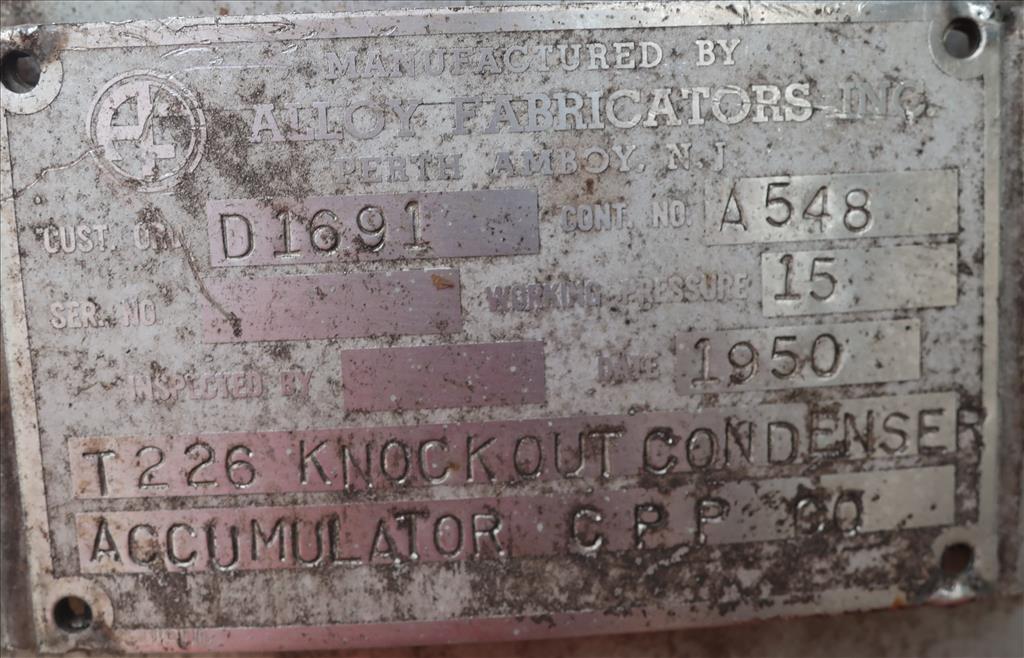 MANUFACTURED BY
ALLOY FABRICATORS INC.
PERTH AMBOY, N. J.
CUST. ORD. D1691 CONT. NO. A548
SER. NO. WORKING PRESSURE 15
INSPECTED BY DATE 1950
T226 KNOCKOUT CONDENSER
ACCUMULATOR C P P CO